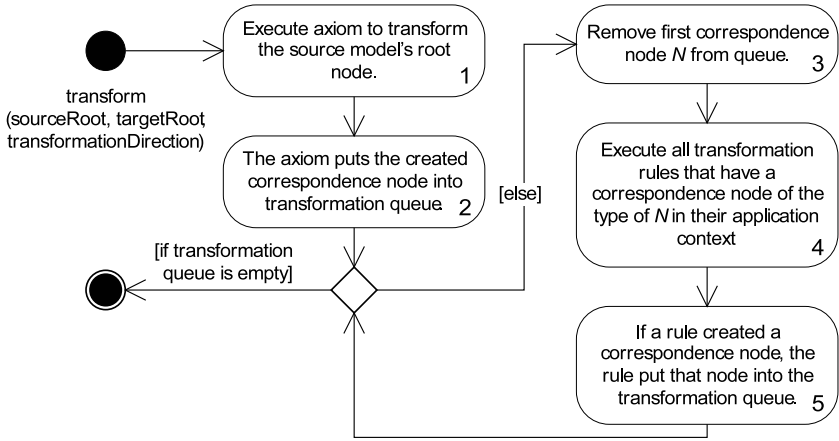 Execute axiom to transform
the source model's root
node.
1
transform
(sourceRoot, targetRoot,
transformationDirection)
The axiom puts the created
correspondence node into
transformation queue.
2
[if transformation
queue is empty]
[else]
Remove first correspondence
node N from queue.
3
Execute all transformation
rules that have a
correspondence node of the
type of N in their application
context
4
If a rule created a
correspondence node, the
rule put that node into the
transformation queue.
5